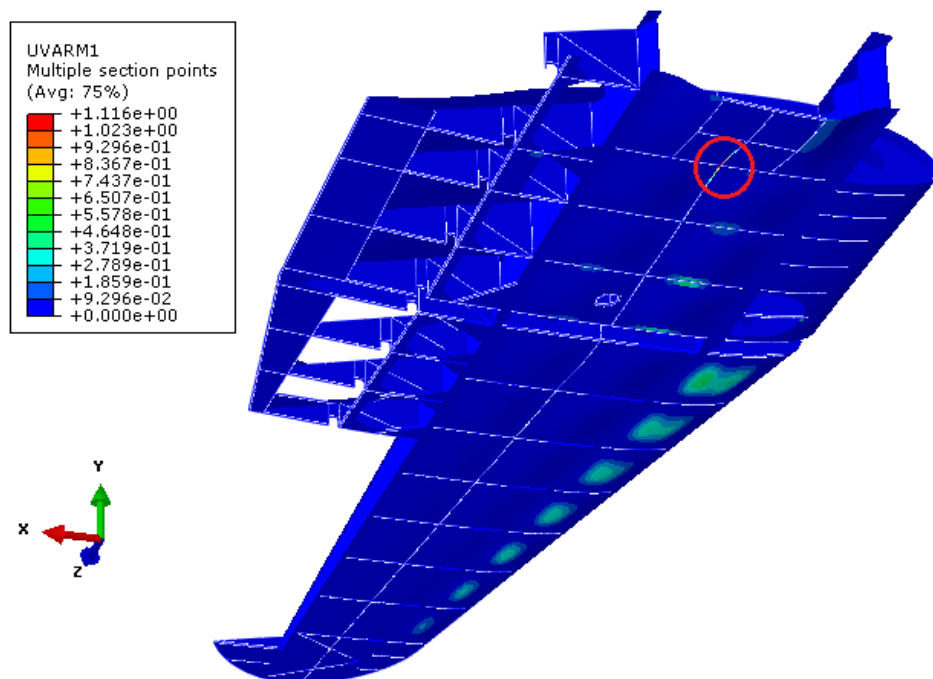 UVARM1
Multiple section points
(Avg: 75%)
+1.116e+00
+1.023e+00
+9.296e-01
+8.367e-01
+7.437e-01
+6.507e-01
+5.578e-01
+4.648e-01
+3.719e-01
+2.789e-01
+1.859e-01
+9.296e-02
+0.000e+00
Y
X
Z